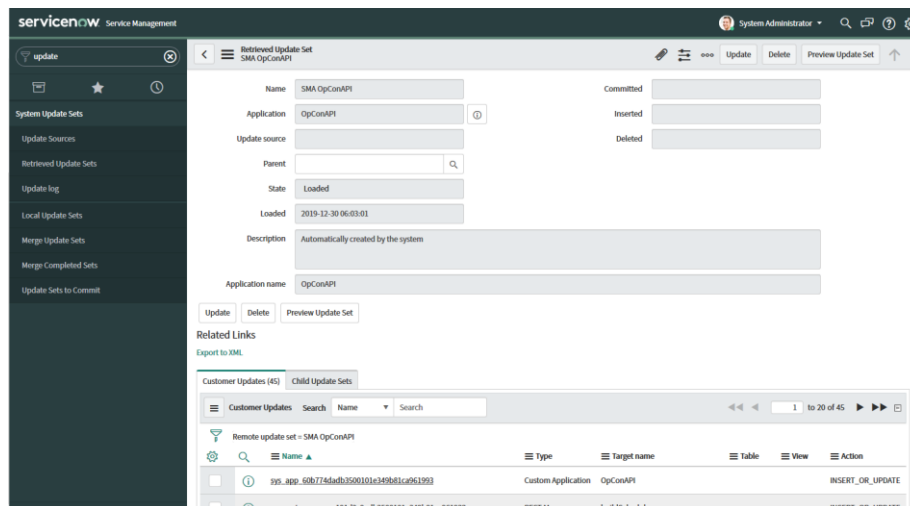 servicenow Service Management
System Administrator
update
Retrieved Update Set
SMA OpConAPI
Update Delete Preview Update Set
System Update Sets
Update Sources
Retrieved Update Sets
Update log
Local Update Sets
Merge Update Sets
Merge Completed Sets
Update Sets to Commit
Name SMA OpConAPI
Committed
Application OpConAPI
Inserted
Update source
Deleted
Parent
State Loaded
Loaded 2019-12-30 06:03:01
Description Automatically created by the system
Application name OpConAPI
Update Delete Preview Update Set
Related Links
Export to XML
Customer Updates (45) Child Update Sets
Customer Updates Search Name Search
1 to 20 of 45
Remote update set = SMA OpConAPI
Name Type Target name Table View Action
sys_app_60b774dadb3500101e349b81ca961993 Custom Application OpConAPI INSERT_OR_UPDATE